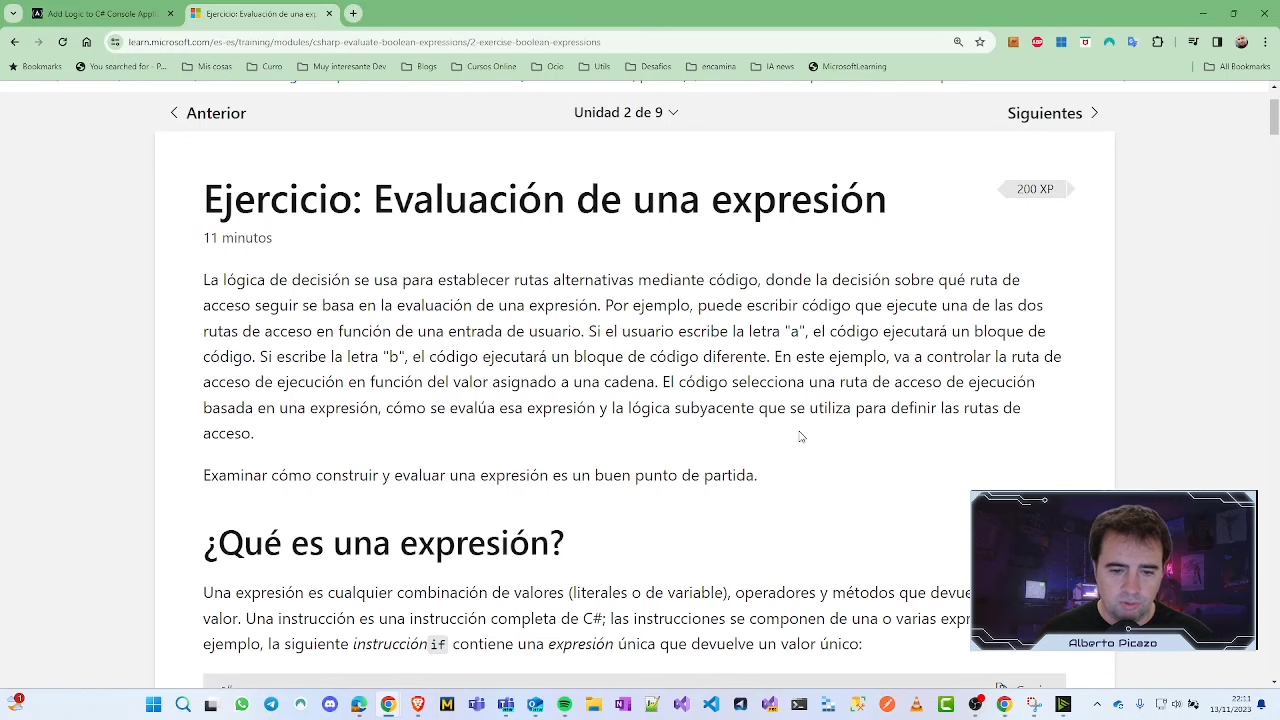 Add Logic to C# Console Applic
Ejercicio: Evaluación de una exp
learn.microsoft.com/es-es/training/modules/csharp-evaluate-boolean-expressions/2-exercise-boolean-expressions
Bookmarks
You searched for - P...
Mis cosas
Curro
Muy interesante Dev
Blogs
Cursos Online
Ocio
Utils
Desafios
encamina
IA news
MicrosoftLearning
All Bookmarks
Anterior
Unidad 2 de 9
Siguientes
Ejercicio: Evaluación de una expresión
200 XP
11 minutos
La lógica de decisión se usa para establecer rutas alternativas mediante código, donde la decisión sobre qué ruta de
acceso seguir se basa en la evaluación de una expresión. Por ejemplo, puede escribir código que ejecute una de las dos
rutas de acceso en función de una entrada de usuario. Si el usuario escribe la letra "a", el código ejecutará un bloque de
código. Si escribe la letra "b", el código ejecutará un bloque de código diferente. En este ejemplo, va a controlar la ruta de
acceso de ejecución en función del valor asignado a una cadena. El código selecciona una ruta de acceso de ejecución
basada en una expresión, cómo se evalúa esa expresión y la lógica subyacente que se utiliza para definir las rutas de
acceso.
Examinar cómo construir y evaluar una expresión es un buen punto de partida.
¿Qué es una expresión?
Una expresión es cualquier combinación de valores (literales o de variable), operadores y métodos que devue
valor. Una instrucción es una instrucción completa de C#; las instrucciones se componen de una o varias expr
ejemplo, la siguiente instrucción if contiene una expresión única que devuelve un valor único:
Alberto Picazo
22:11
13/11/2023